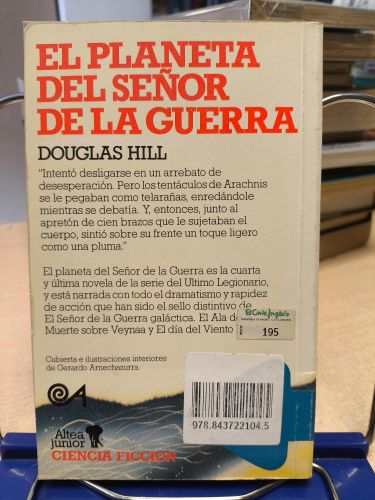 EL PLANETA
DEL SEÑOR
DE LA GUERRA
DOUGLAS HILL
"Intentó desligarse en un arrebato de
desesperación. Pero los tentáculos de Arachnis
se le pegaban como telarañas, enredándole
mientras se debatía. Y, entonces, junto al
apretón de cien brazos que le sujetaban el
cuerpo, sintió sobre su frente un toque ligero
como una pluma."
El planeta del Señor de la Guerra es la cuarta
y última novela de la serie del Ultimo Legionario,
y está narrada con todo el dramatismo y rapidez
de acción que han sido el sello distintivo de
El Señor de la Guerra galáctica. El Ala de
Muerte sobre Veynaa y El día del Viento
El Corte Inglés
195
Cubierta e ilustraciones interiores
de Gerardo Amechazurra.
978.843722104.5
Altea
junior
CIENCIA FICCION